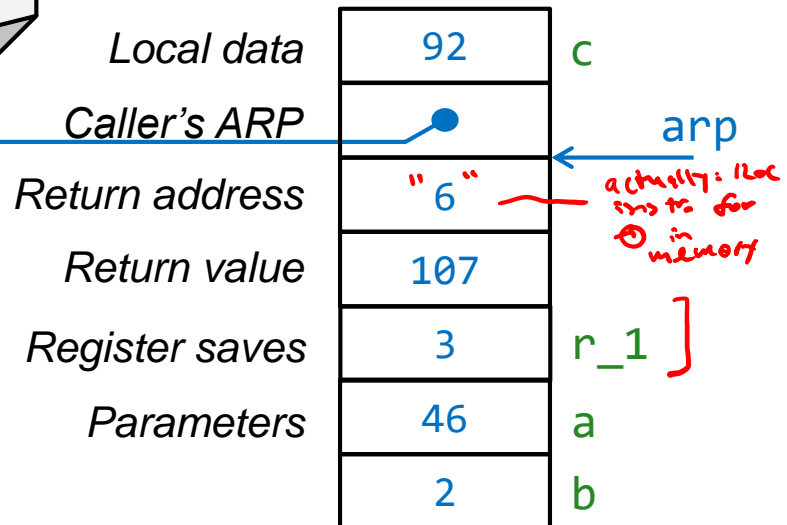 Local data 92 c
Caller's ARP arp
Return address "6" actually: iloc
instr for
in
memory
Return value 107
Register saves 3 r_1 ]
Parameters 46 a
2 b